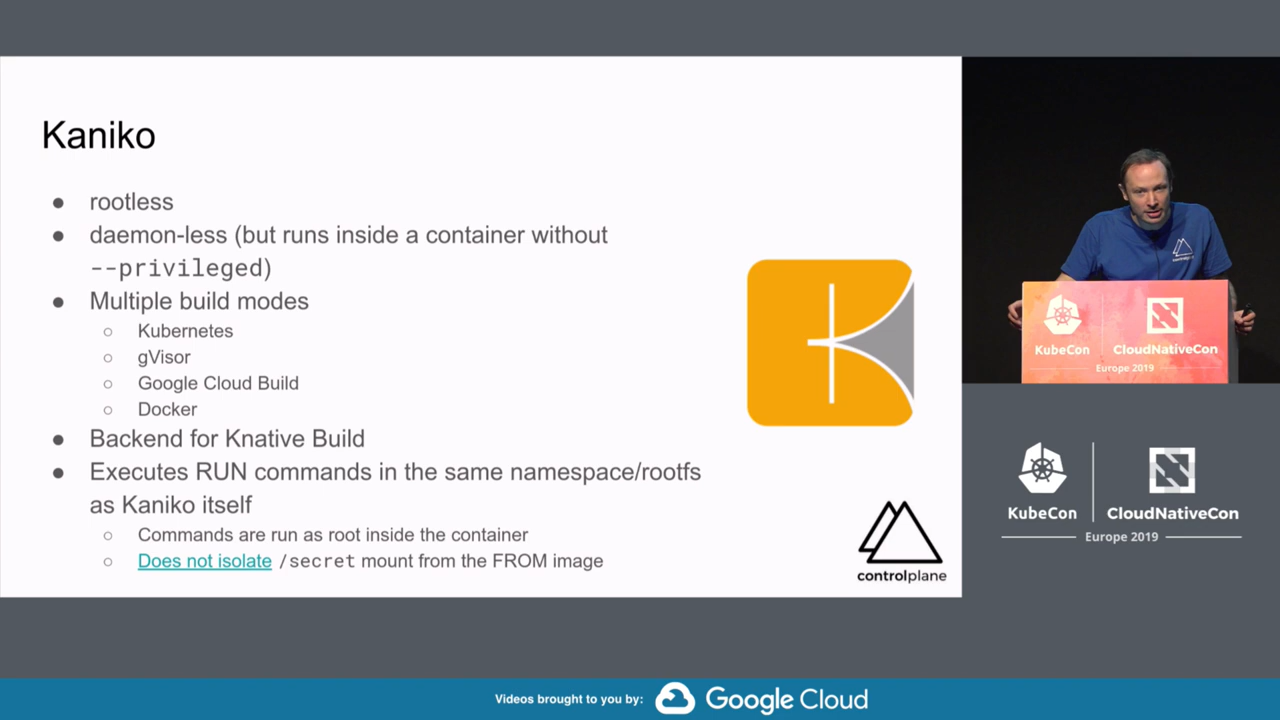 Kaniko
● rootless
● daemon-less (but runs inside a container without
--privileged)
● Multiple build modes
○ Kubernetes
○ gVisor
○ Google Cloud Build
○ Docker
● Backend for Knative Build
● Executes RUN commands in the same namespace/rootfs
as Kaniko itself
○ Commands are run as root inside the container
○ Does not isolate /secret mount from the FROM image
controlplane
controlplane
KubeCon
CloudNativeCon
Europe 2019
KubeCon
CloudNativeCon
Europe 2019
Videos brought to you by:
Google Cloud